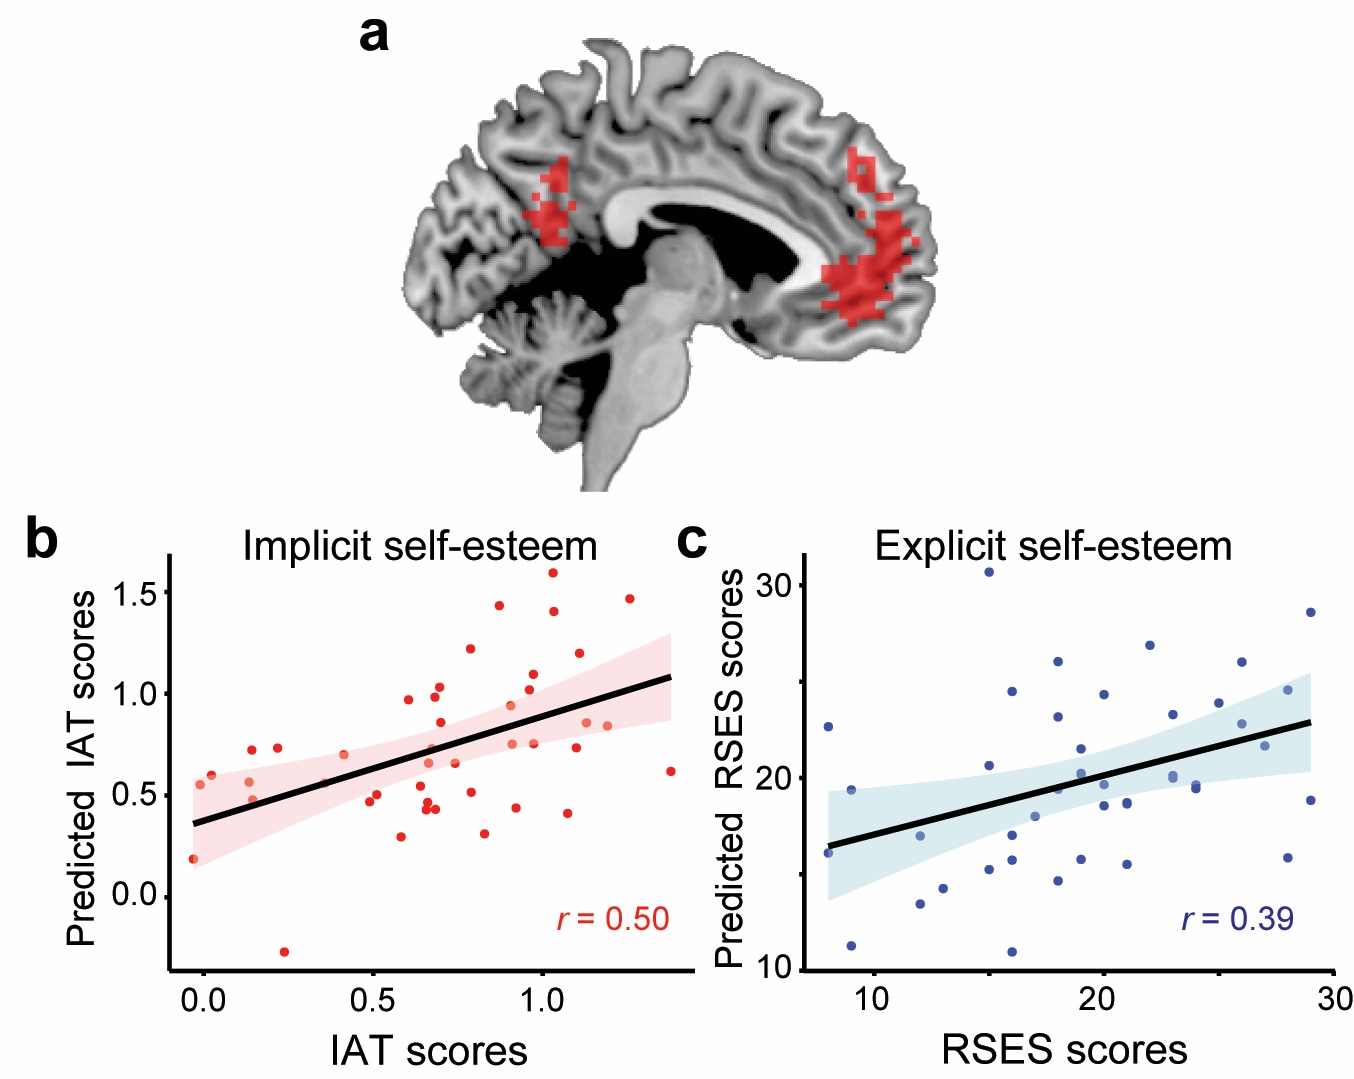 a
b
Implicit self-esteem
Predicted IAT scores
1.5
1.0
0.5
0.0
r = 0.50
0.0 0.5 1.0
IAT scores
c
Explicit self-esteem
Predicted RSES scores
30
20
10
r = 0.39
10 20 30
RSES scores